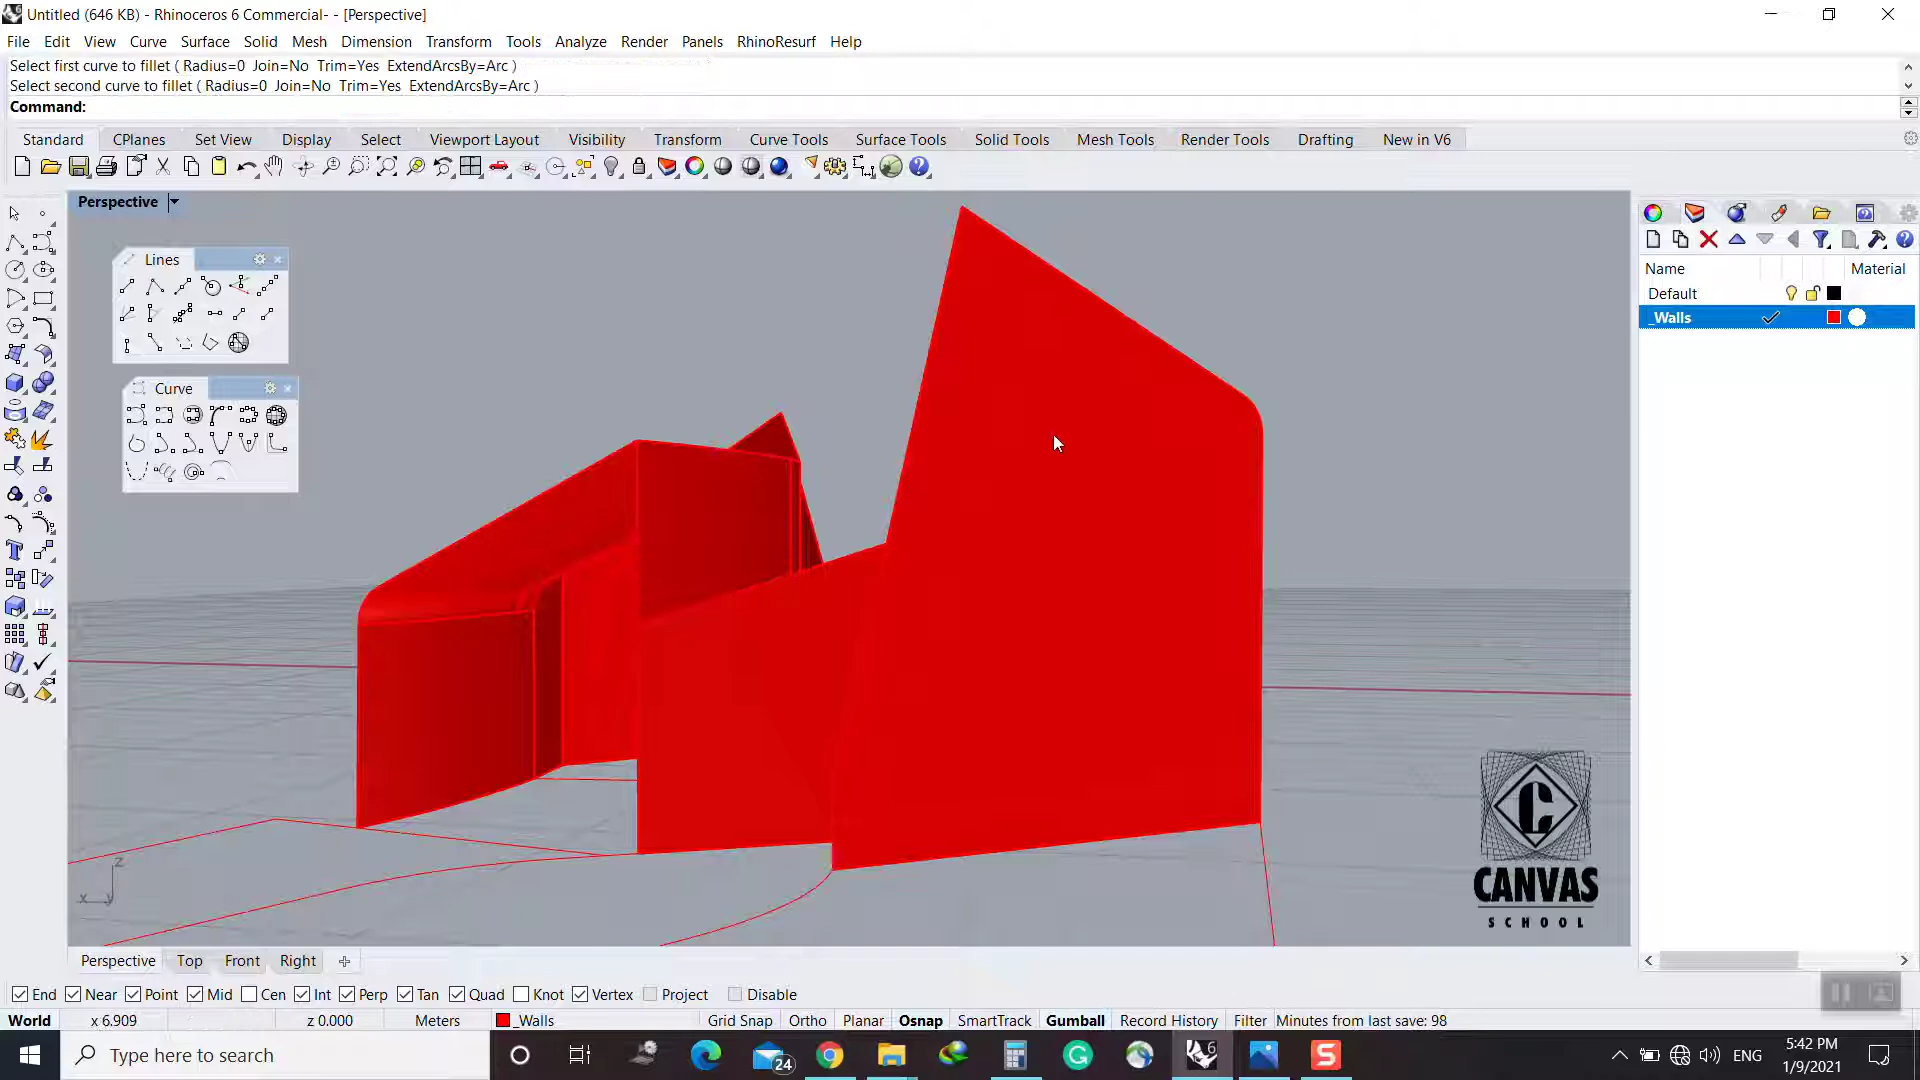 Untitled (646 KB) - Rhinoceros 6 Commercial- - [Perspective]
File Edit View Curve Surface Solid Mesh Dimension Transform Tools Analyze Render Panels RhinoResurf Help
Select first curve to fillet ( Radius=0 Join=No Trim=Yes ExtendArcsBy=Arc )
Select second curve to fillet ( Radius=0 Join=No Trim=Yes ExtendArcsBy=Arc )
Command:
Standard CPlanes Set View Display Select Viewport Layout Visibility Transform Curve Tools Surface Tools Solid Tools Mesh Tools Render Tools Drafting New in V6
Perspective
Lines
Curve
Name Material
Default
_Walls
z
x y
C
CANVAS
SCHOOL
Perspective Top Front Right
End Near Point Mid Cen Int Perp Tan Quad Knot Vertex Project Disable
World x 6.909 z 0.000 Meters _Walls Grid Snap Ortho Planar Osnap SmartTrack Gumball Record History Filter Minutes from last save: 98
Type here to search
24
6
S
ENG
5:42 PM
1/9/2021